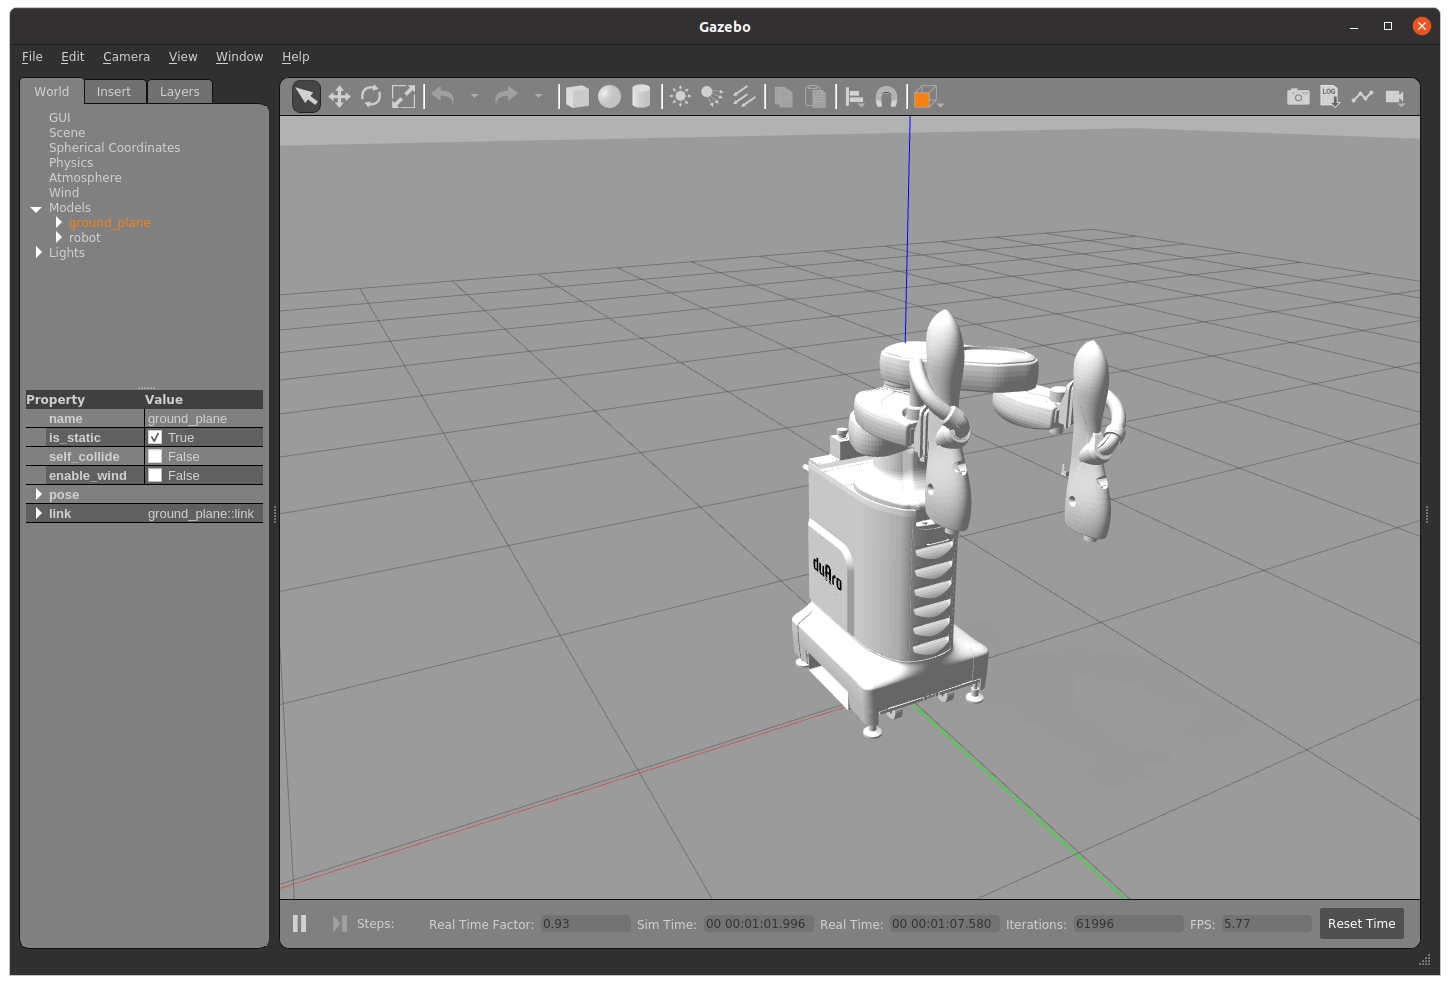 Gazebo
File Edit Camera View Window Help
World Insert Layers
GUI
Scene
Spherical Coordinates
Physics
Atmosphere
Wind
Models
ground_plane
robot
Lights
Property Value
name ground_plane
is_static True
self_collide False
enable_wind False
pose
link ground_plane::link
LOG
duAro
Steps: Real Time Factor: 0.93 Sim Time: 00 00:01:01.996 Real Time: 00 00:01:07.580 Iterations: 61996 FPS: 5.77 Reset Time